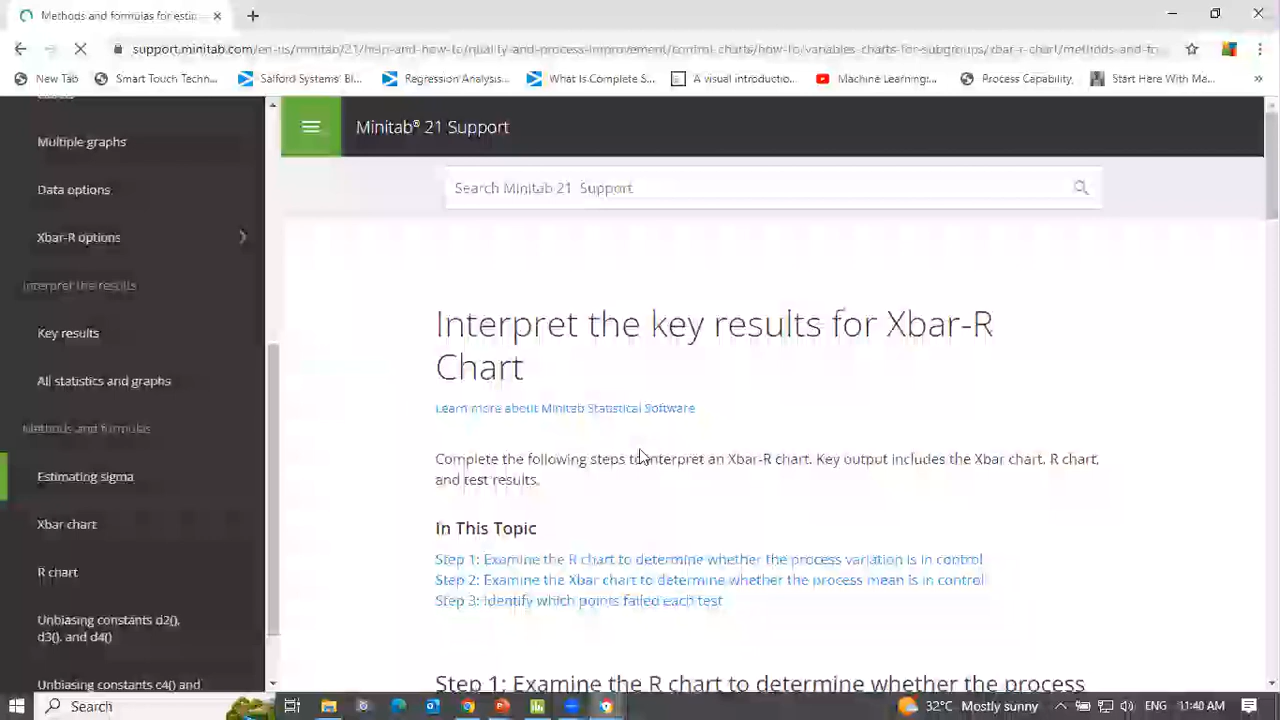 Methods and formulas for estin
support.minitab.com/en-us/minitab/21/help-and-how-to/quality-and-process-improvement/control-charts/how-to/variables-charts-for-subgroups/xbar-r-chart/methods-and-fo
New Tab
Smart Touch Techn...
Salford Systems' Bl...
Regression Analysis...
What Is Complete S...
A visual introductio...
Machine Learning:...
Process Capability,
Start Here With Ma...
»
Multiple graphs
Data options
Xbar-R options
Interpret the results
Key results
All statistics and graphs
Methods and formulas
Estimating sigma
Xbar chart
R chart
Unbiasing constants d2(),
d3(), and d4()
Unbiasing constants c4() and
Minitab® 21 Support
Search Minitab 21 Support
Interpret the key results for Xbar-R
Chart
Learn more about Minitab Statistical Software
Complete the following steps to interpret an Xbar-R chart. Key output includes the Xbar chart, R chart,
and test results.
In This Topic
Step 1: Examine the R chart to determine whether the process variation is in control
Step 2: Examine the Xbar chart to determine whether the process mean is in control
Step 3: Identify which points failed each test
Step 1: Examine the R chart to determine whether the process
Search
32°C Mostly sunny
ENG
11:40 AM